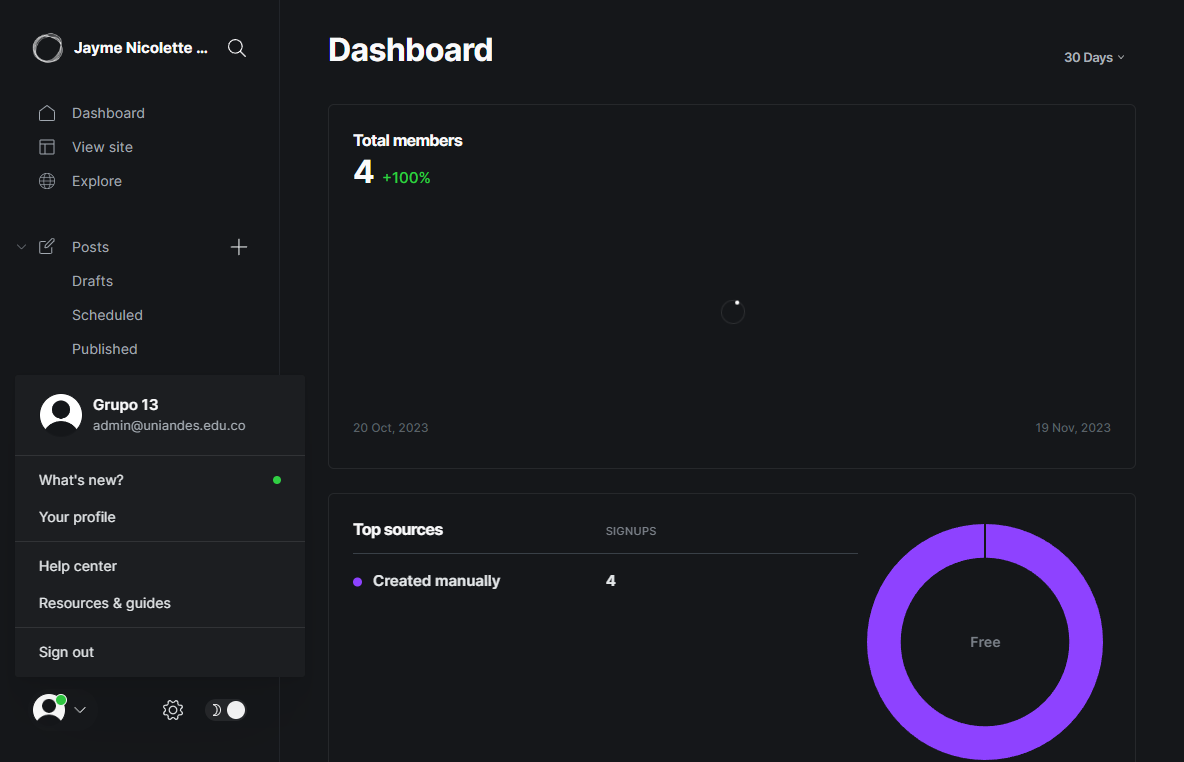 Jayme Nicolette ...
Dashboard
View site
Explore
Posts
Drafts
Scheduled
Published
Grupo 13
admin@uniandes.edu.co
What's new?
Your profile
Help center
Resources & guides
Sign out
Dashboard
30 Days
Total members
4 +100%
20 Oct, 2023 19 Nov, 2023
Top sources SIGNUPS
Created manually 4
Free